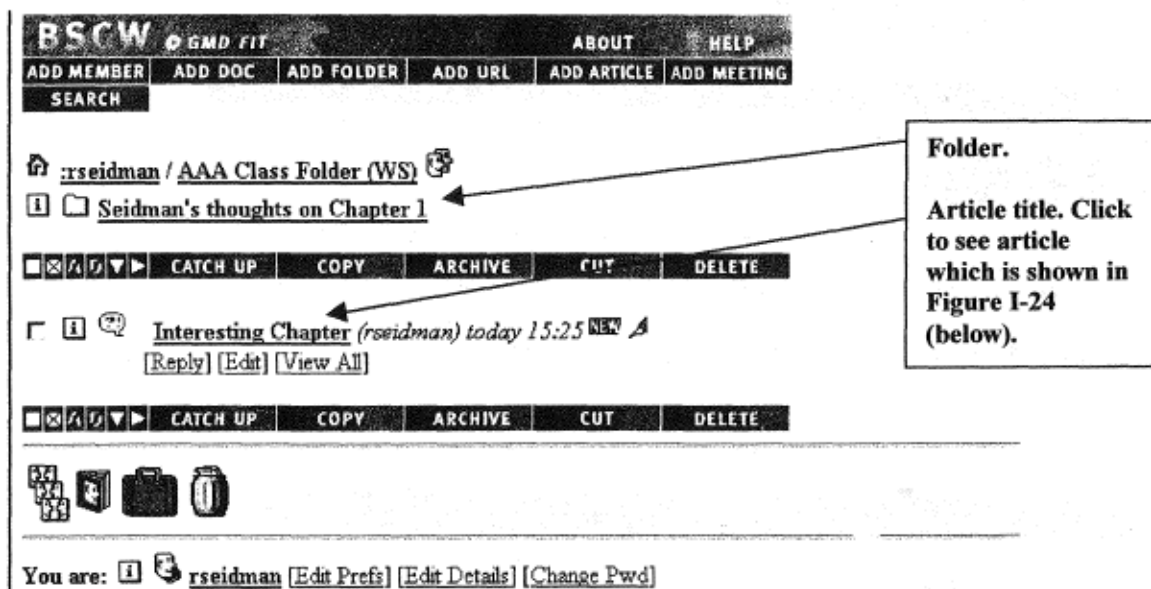 BSCW GMD FIT ABOUT HELP
ADD MEMBER ADD DOC ADD FOLDER ADD URL ADD ARTICLE ADD MEETING
SEARCH
:rseidman / AAA Class Folder (WS)
Seidman's thoughts on Chapter 1
CATCH UP COPY ARCHIVE CUT DELETE
Interesting Chapter (rseidman) today 15:25 NEW
[Reply] [Edit] [View All]
CATCH UP COPY ARCHIVE CUT DELETE
You are: rseidman [Edit Prefs] [Edit Details] [Change Pwd]
Folder.
Article title. Click
to see article
which is shown in
Figure I-24
(below).